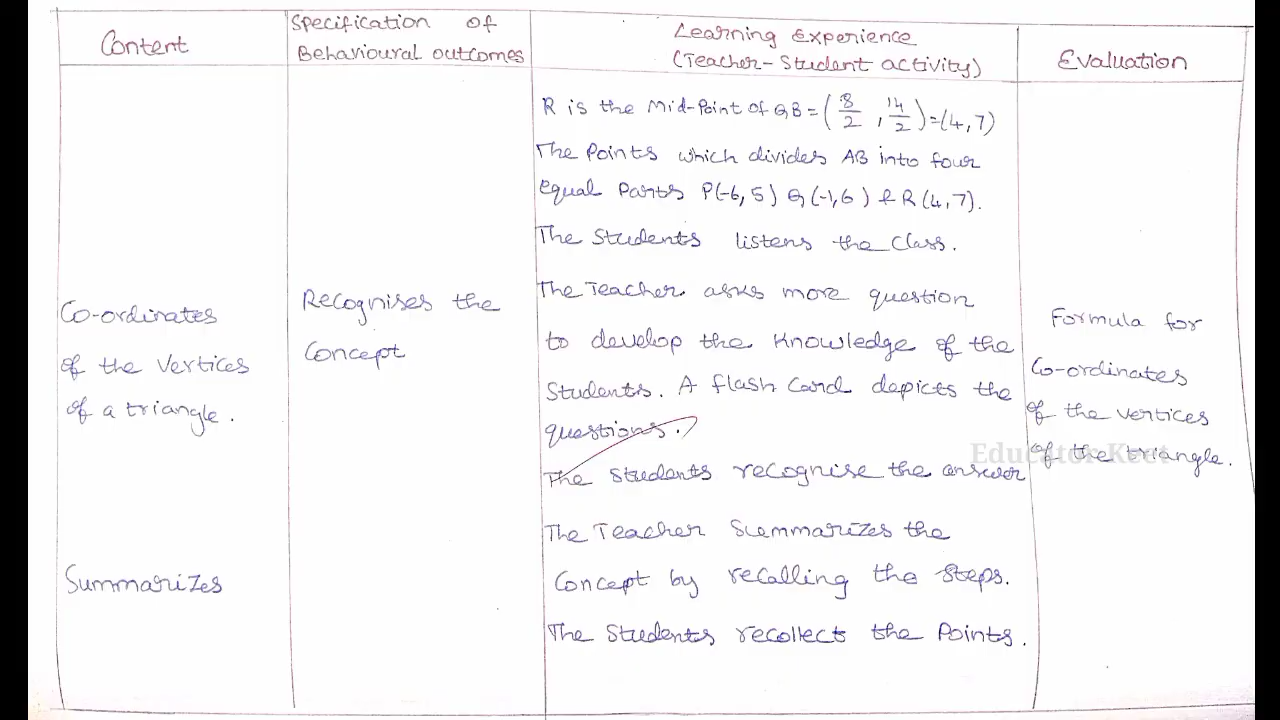 Content
Specification of
Behavioural outcomes
Learning Experience
(Teacher-Student activity)
Evaluation
R is the Mid-Point of QB = (8/2, 14/2) = (4, 7)
The Points which divides AB into four
equal Parts P(-6, 5) Q(-1, 6) & R(4, 7).
The Students listens the Class.
Co-ordinates
of the vertices
of a triangle.
Recognises the
Concept
The Teacher asks more question
to develop the Knowledge of the
Students. A flash Card depicts the
questions.
The Students recognise the answer
Formula for
Co-ordinates
of the vertices
of the triangle.
Educator Keet
Summarizes
The Teacher Summarizes the
Concept by recalling the Steps.
The Students recollects the Points.